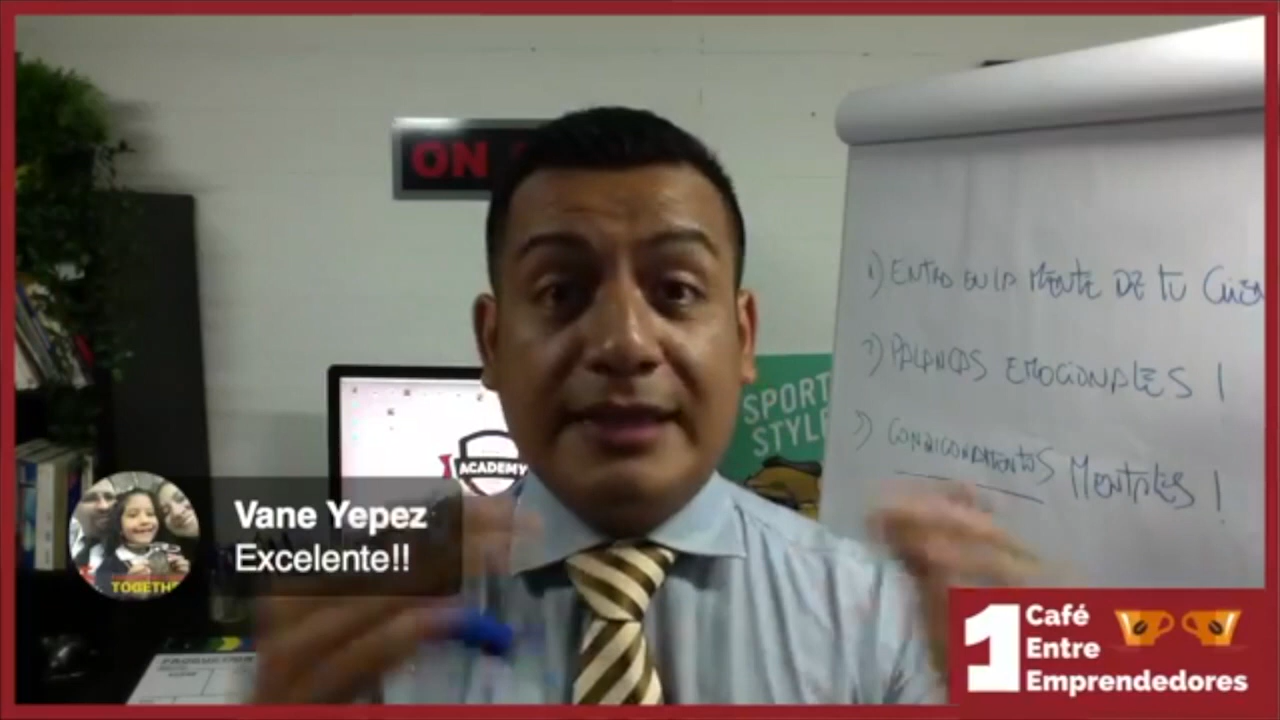 ON
1) ENTRO EN LA MENTE DE TU
2) PALANCAS EMOCIONALES !
3) CONDICIONAMIENTOS MENTALES !
SPORT
STYLE
ACADEMY
Vane Yepez
Excelente!!
TOGETH
1 Café
Entre
Emprendedores